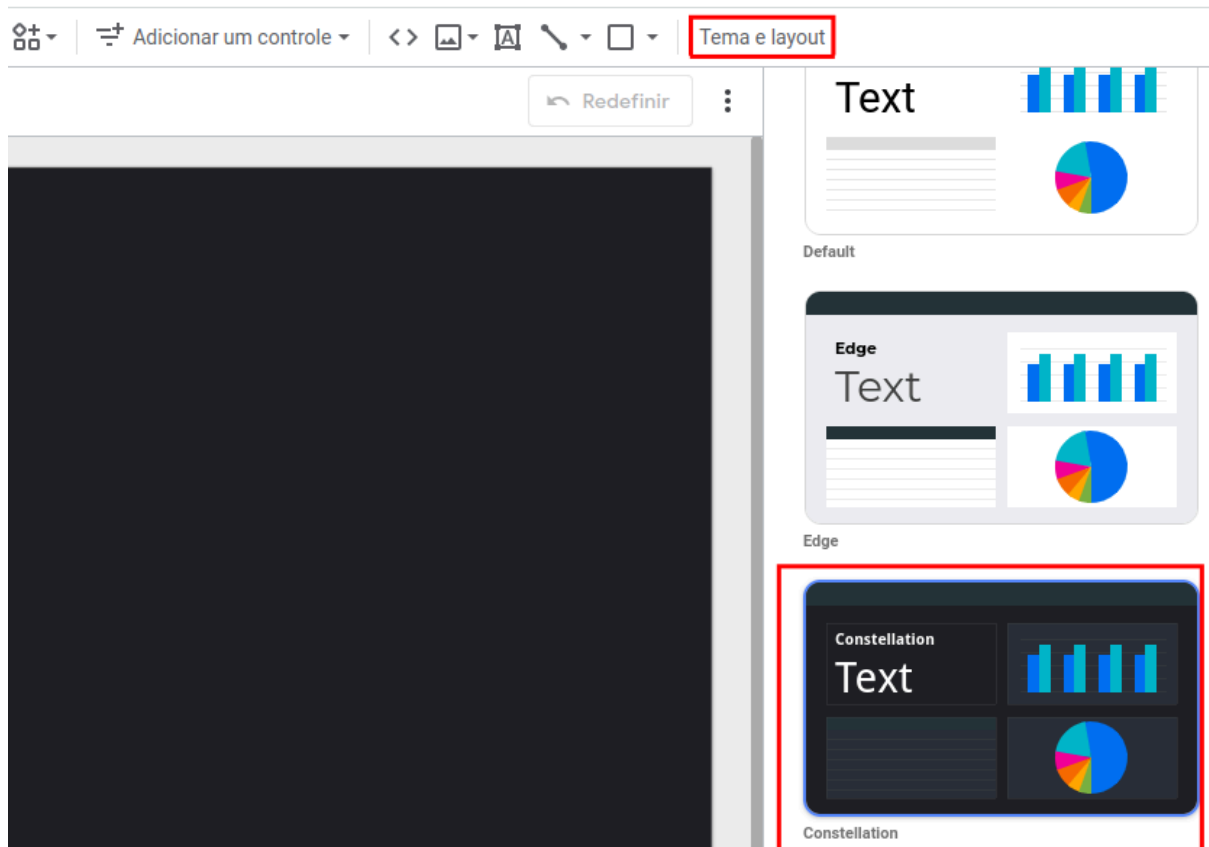 Adicionar um controle
Tema e layout
Redefinir
Text
Default
Edge
Text
Edge
Constellation
Text
Constellation